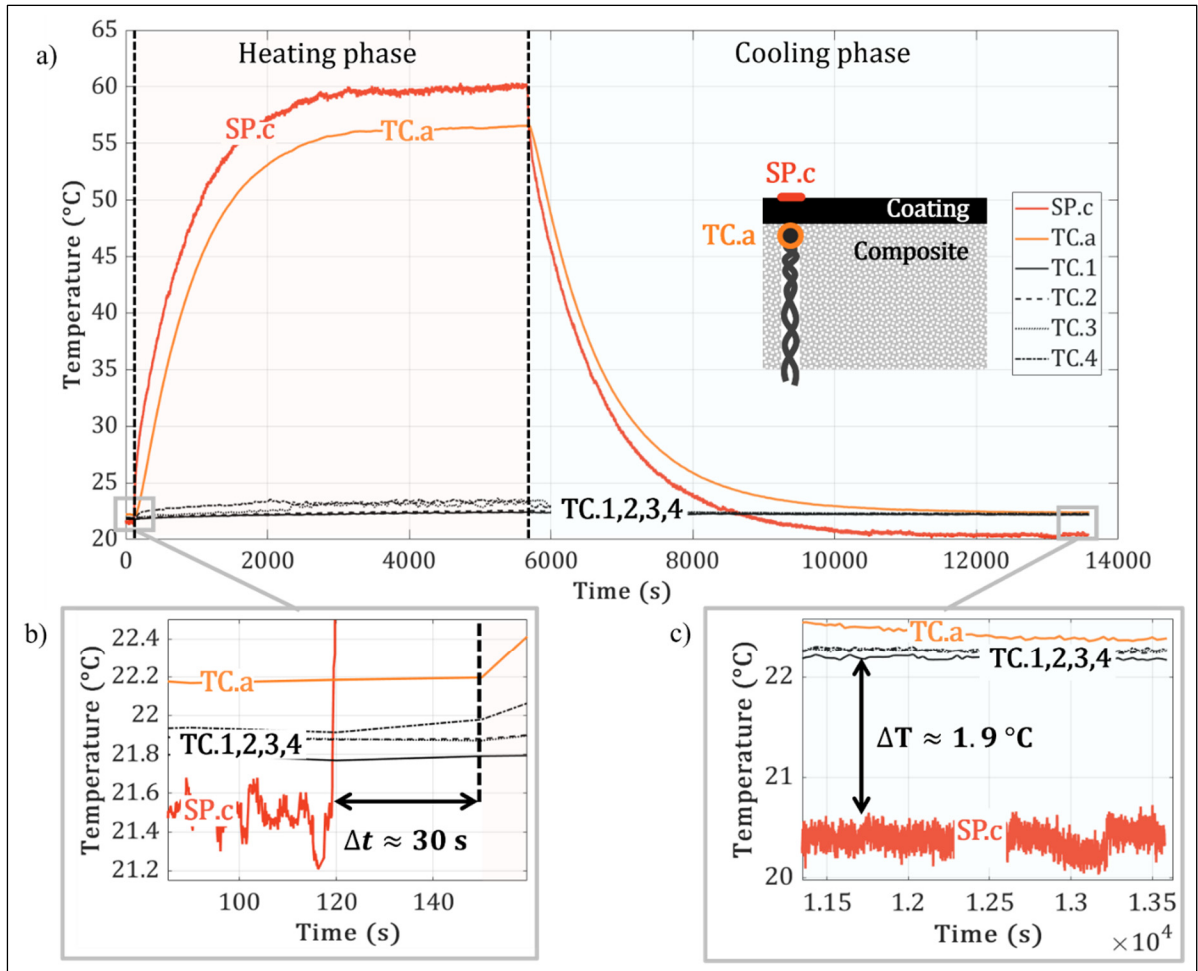 a)
Heating phase
Cooling phase
65
60
55
50
45
40
35
30
25
20
Temperature (°C)
SP.c
TC.a
SP.c
Coating
TC.a
Composite
SP.c
TC.a
TC.1
TC.2
TC.3
TC.4
TC.1,2,3,4
0
2000
4000
6000
8000
10000
12000
14000
Time (s)
b)
22.4
22.2
22
21.8
21.6
21.4
21.2
Temperature (°C)
TC.a
TC.1,2,3,4
SP.c
Δt ≈ 30 s
100
120
140
Time (s)
c)
22
21
20
Temperature (°C)
TC.a
TC.1,2,3,4
ΔT ≈ 1.9 °C
SP.c
1.15
1.2
1.25
1.3
1.35
Time (s)
×10⁴